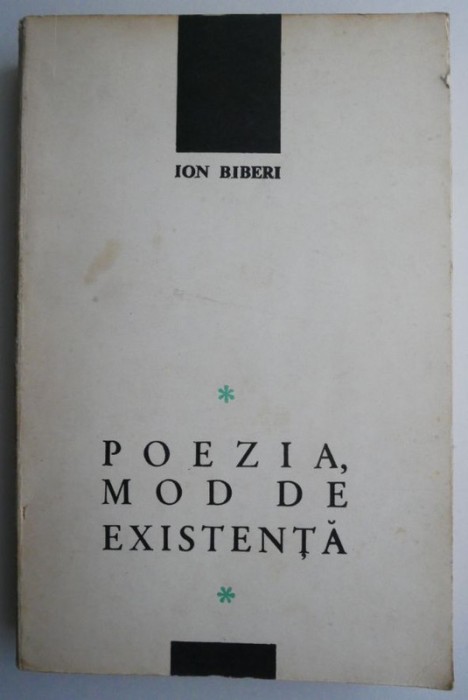 ION BIBERI
*
POEZIA,
MOD DE
EXISTENȚĂ
*